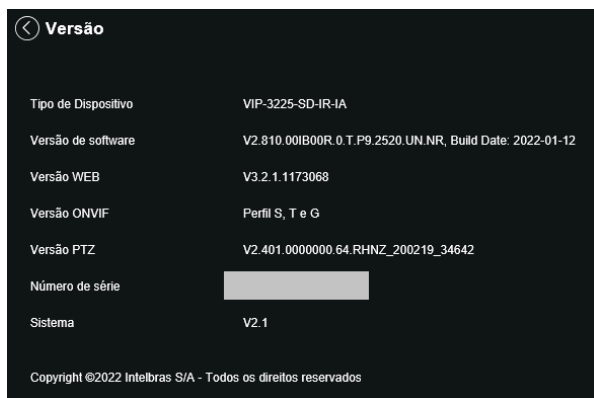 Versão
Tipo de Dispositivo VIP-3225-SD-IR-IA
Versão de software V2.810.00IB00R.0.T.P9.2520.UN.NR, Build Date: 2022-01-12
Versão WEB V3.2.1.1173068
Versão ONVIF Perfil S, T e G
Versão PTZ V2.401.0000000.64.RHNZ_200219_34642
Número de série
Sistema V2.1
Copyright ©2022 Intelbras S/A - Todos os direitos reservados